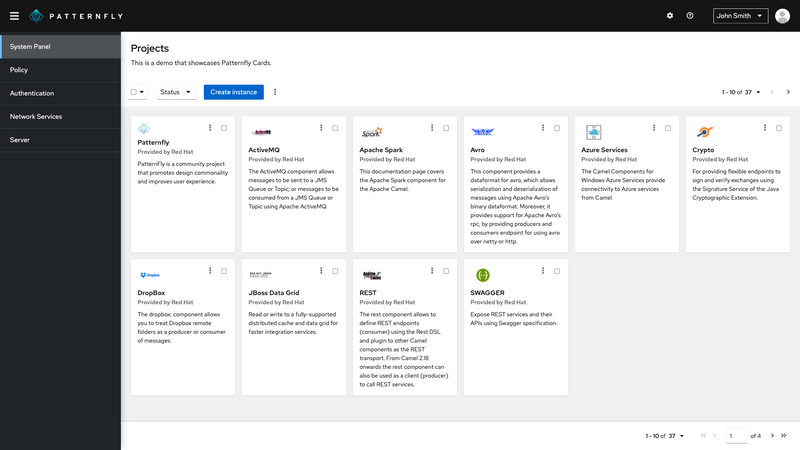 PATTERNFLY
John Smith
System Panel
Policy
Authentication
Network Services
Server
Projects
This is a demo that showcases Patternfly Cards.
Status
Create instance
1 - 10 of 37
Patternfly
Provided by Red Hat
PatternFly is a community project
that promotes design commonality
and improves user experience.
ActiveMQ
ActiveMQ
Provided by Red Hat
The ActiveMQ component allows
messages to be sent to a JMS
Queue or Topic; or messages to be
consumed from a JMS Queue or
Topic using Apache ActiveMQ.
Spark
Apache Spark
Provided by Red Hat
This documentation page covers
the Apache Spark component for
the Apache Camel.
Avro
Provided by Red Hat
This component provides a
dataformat for avro, which allows
serialization and deserialization of
messages using Apache Avro's
binary dataformat. Moreover, it
provides support for Apache Avro's
rpc, by providing producers and
consumers endpoint for using avro
over netty or http.
Azure Services
Provided by Red Hat
The Camel Components for
Windows Azure Services provide
connectivity to Azure services
from Camel.
Crypto
Provided by Red Hat
For providing flexible endpoints to
sign and verify exchanges using
the Signature Service of the Java
Cryptographic Extension.
Dropbox
DropBox
Provided by Red Hat
The dropbox: component allows
you to treat Dropbox remote
folders as a producer or consumer
of messages.
DATA GRID
JBoss Data Grid
Provided by Red Hat
Read or write to a fully-supported
distributed cache and data grid for
faster integration services.
REST
Provided by Red Hat
The rest component allows to
define REST endpoints
(consumer) using the Rest DSL
and plugin to other Camel
components as the REST
transport. From Camel 2.18
onwards the rest component can
also be used as a client (producer)
to call REST services.
SWAGGER
Provided by Red Hat
Expose REST services and their
APIs using Swagger specification.
1 - 10 of 37
1 of 4